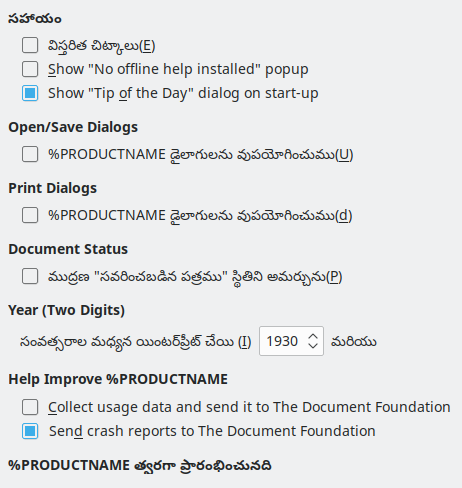 సహాయం
విస్తరిత చిట్కాలు(E)
Show "No offline help installed" popup
Show "Tip of the Day" dialog on start-up
Open/Save Dialogs
%PRODUCTNAME డైలాగులను వుపయోగించుము(U)
Print Dialogs
%PRODUCTNAME డైలాగులను వుపయోగించుము(d)
Document Status
ముద్రణ "సవరించబడిన పత్రము" స్థితిని అమర్చును(P)
Year (Two Digits)
సంవత్సరాల మధ్యన యింటర్‌ప్రీట్ చేయి (I) 1930 మరియు
Help Improve %PRODUCTNAME
Collect usage data and send it to The Document Foundation
Send crash reports to The Document Foundation
%PRODUCTNAME త్వరగా ప్రారంభించునది